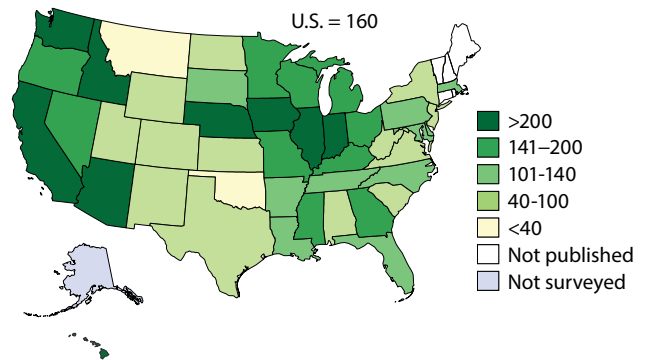 U.S. = 160
>200
141–200
101-140
40-100
<40
Not published
Not surveyed